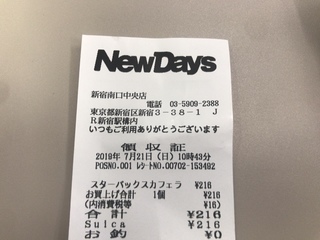 NewDays
新宿南口中央店
電話 03-5909-2388
東京都新宿区新宿3-38-1 J
R新宿駅構内
いつもご利用ありがとうございます
領収証
2019年 7月21日(日)10時43分
POSNO.001 レシートNO.00702-153492
スターバックスカフェラ ¥216
お買上げ合計 1個 ¥216
(内消費税等 ¥16)
合計 ¥216
Suica ¥216
お釣 ¥0